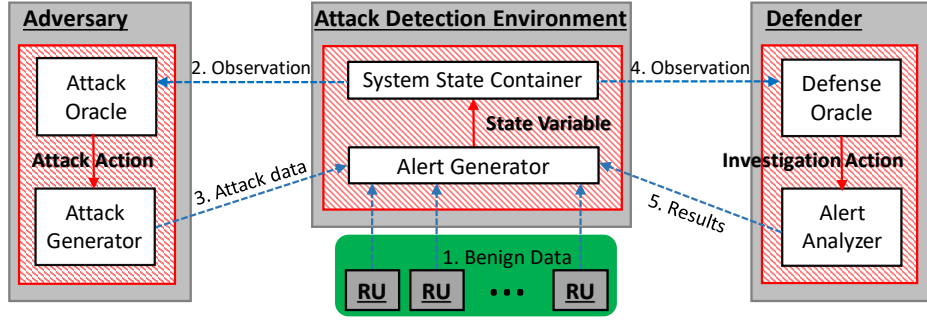 Adversary
Attack Detection Environment
Defender
Attack
Oracle
Attack Action
Attack
Generator
2. Observation
3. Attack data
System State Container
State Variable
Alert Generator
4. Observation
5. Results
Defense
Oracle
Investigation Action
Alert
Analyzer
1. Benign Data
RU
RU
•••
RU